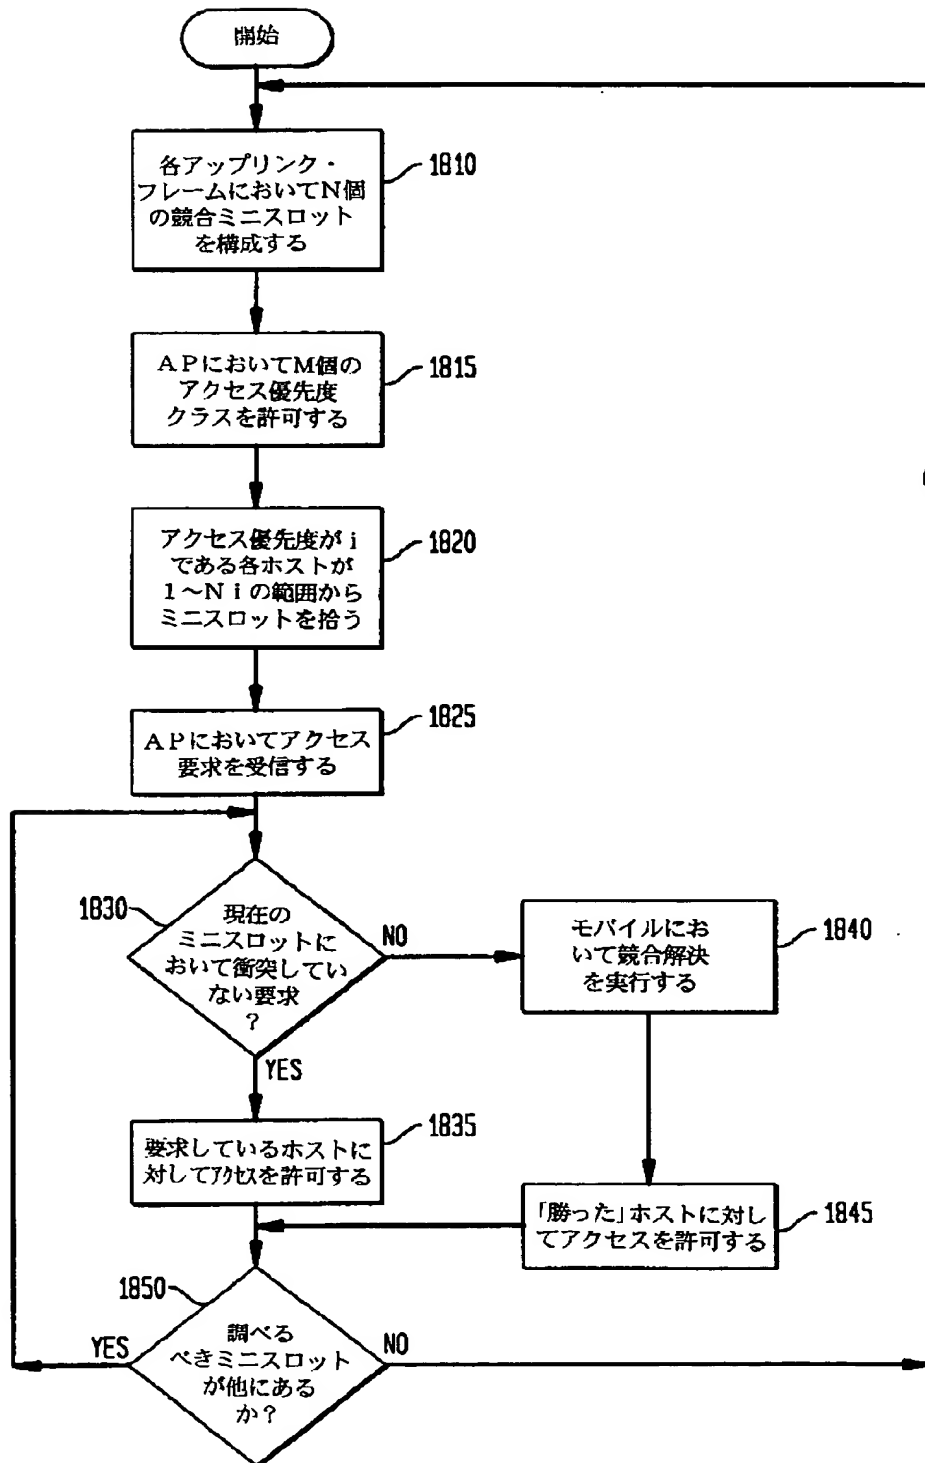 開始
各アップリンク・
フレームにおいてN個
の競合ミニスロット
を構成する
1810
APにおいてM個の
アクセス優先度
クラスを許可する
1815
アクセス優先度がi
である各ホストが
1~Niの範囲から
ミニスロットを拾う
1820
APにおいてアクセス
要求を受信する
1825
1830
現在の
ミニスロットに
おいて衝突してい
ない要求
?
NO
YES
モバイルにお
いて競合解決
を実行する
1840
要求しているホストに
対してアクセスを許可する
1835
「勝った」ホストに対し
てアクセスを許可する
1845
1850
調べる
べきミニスロット
が他にある
か?
YES
NO